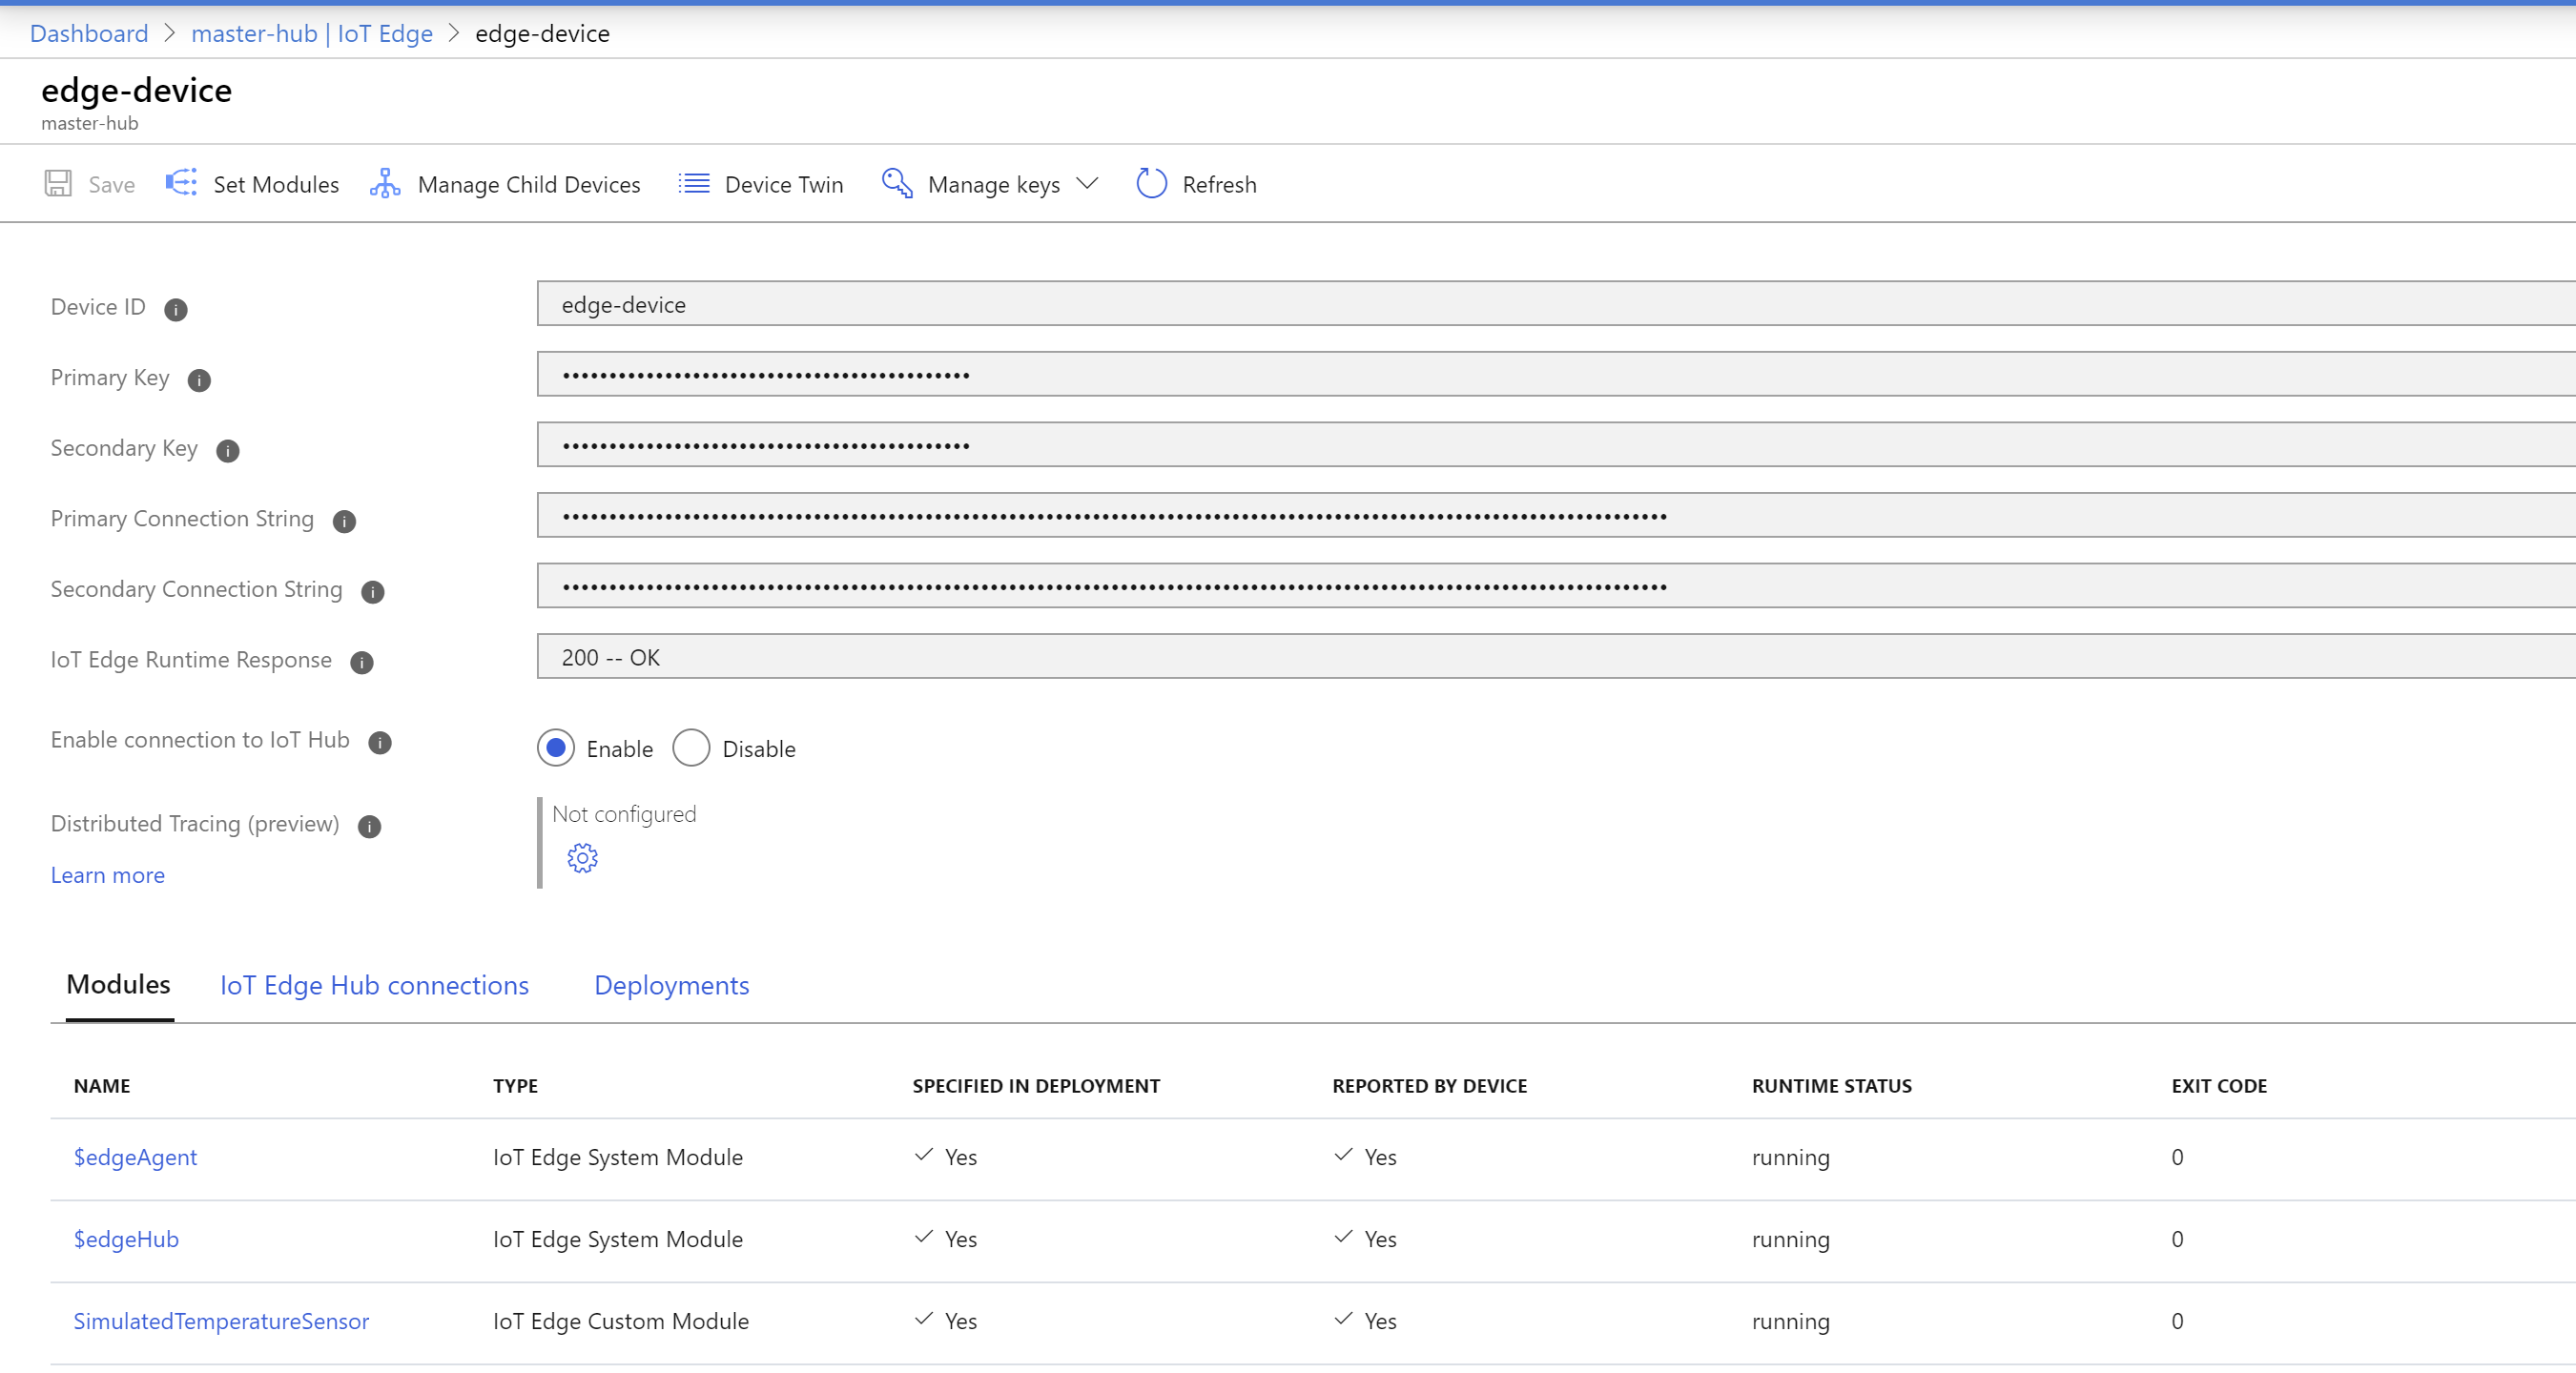 Dashboard > master-hub | IoT Edge > edge-device
edge-device
master-hub
Save Set Modules Manage Child Devices Device Twin Manage keys Refresh
Device ID i edge-device
Primary Key i ••••••••••••••••••••••••••••••••••••••••••••
Secondary Key i ••••••••••••••••••••••••••••••••••••••••••••
Primary Connection String i
Secondary Connection String i
IoT Edge Runtime Response i 200 -- OK
Enable connection to IoT Hub i Enable Disable
Distributed Tracing (preview) i Not configured
Learn more
Modules IoT Edge Hub connections Deployments
NAME TYPE SPECIFIED IN DEPLOYMENT REPORTED BY DEVICE RUNTIME STATUS EXIT CODE
$edgeAgent IoT Edge System Module Yes Yes running 0
$edgeHub IoT Edge System Module Yes Yes running 0
SimulatedTemperatureSensor IoT Edge Custom Module Yes Yes running 0